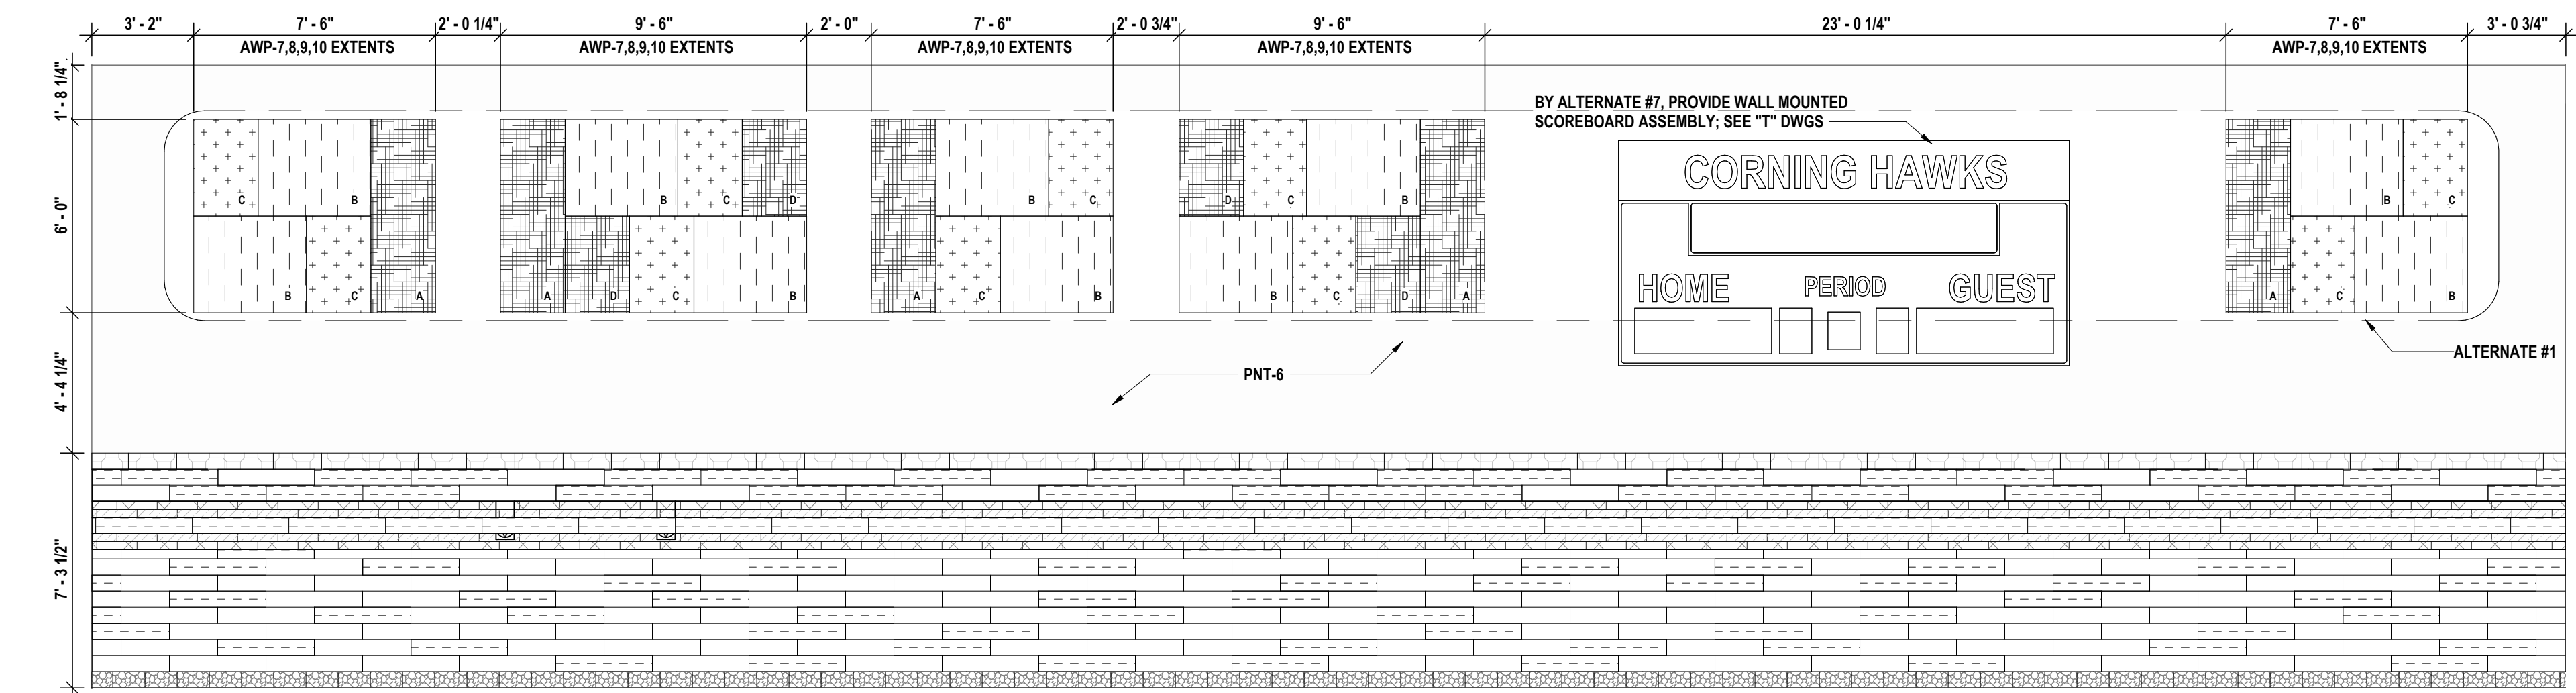 3' - 2" 7' - 6" 2' - 0 1/4" 9' - 6" 2' - 0" 7' - 6" 2' - 0 3/4" 9' - 6" 23' - 0 1/4" 7' - 6" 3' - 0 3/4"
AWP-7,8,9,10 EXTENTS AWP-7,8,9,10 EXTENTS AWP-7,8,9,10 EXTENTS AWP-7,8,9,10 EXTENTS AWP-7,8,9,10 EXTENTS
1' - 8 1/4"
BY ALTERNATE #7, PROVIDE WALL MOUNTED
SCOREBOARD ASSEMBLY; SEE "T" DWGS
CORNING HAWKS
C B B C D B C D C B B C
6' - 0"
HOME PERIOD GUEST
B C A A D C B A C B B C D A A C B
ALTERNATE #1
PNT-6
4' - 4 1/4"
7' - 3 1/2"